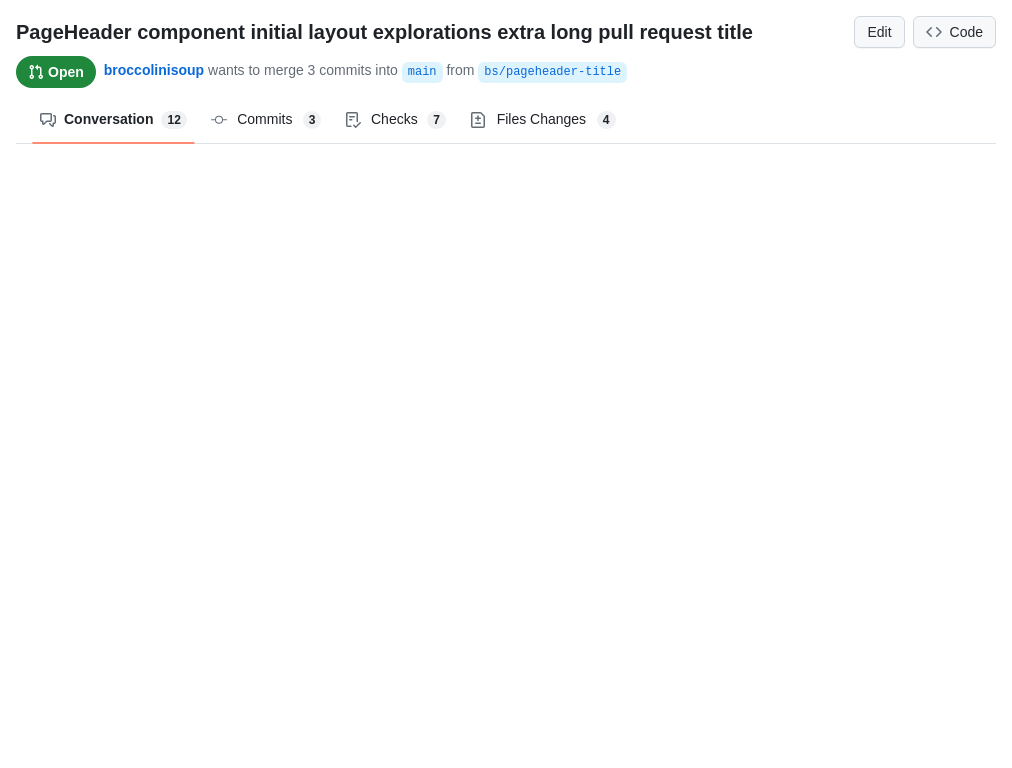 PageHeader component initial layout explorations extra long pull request title
Edit
Code
Open
broccolinisoup wants to merge 3 commits into main from bs/pageheader-title
Conversation 12
Commits 3
Checks 7
Files Changes 4